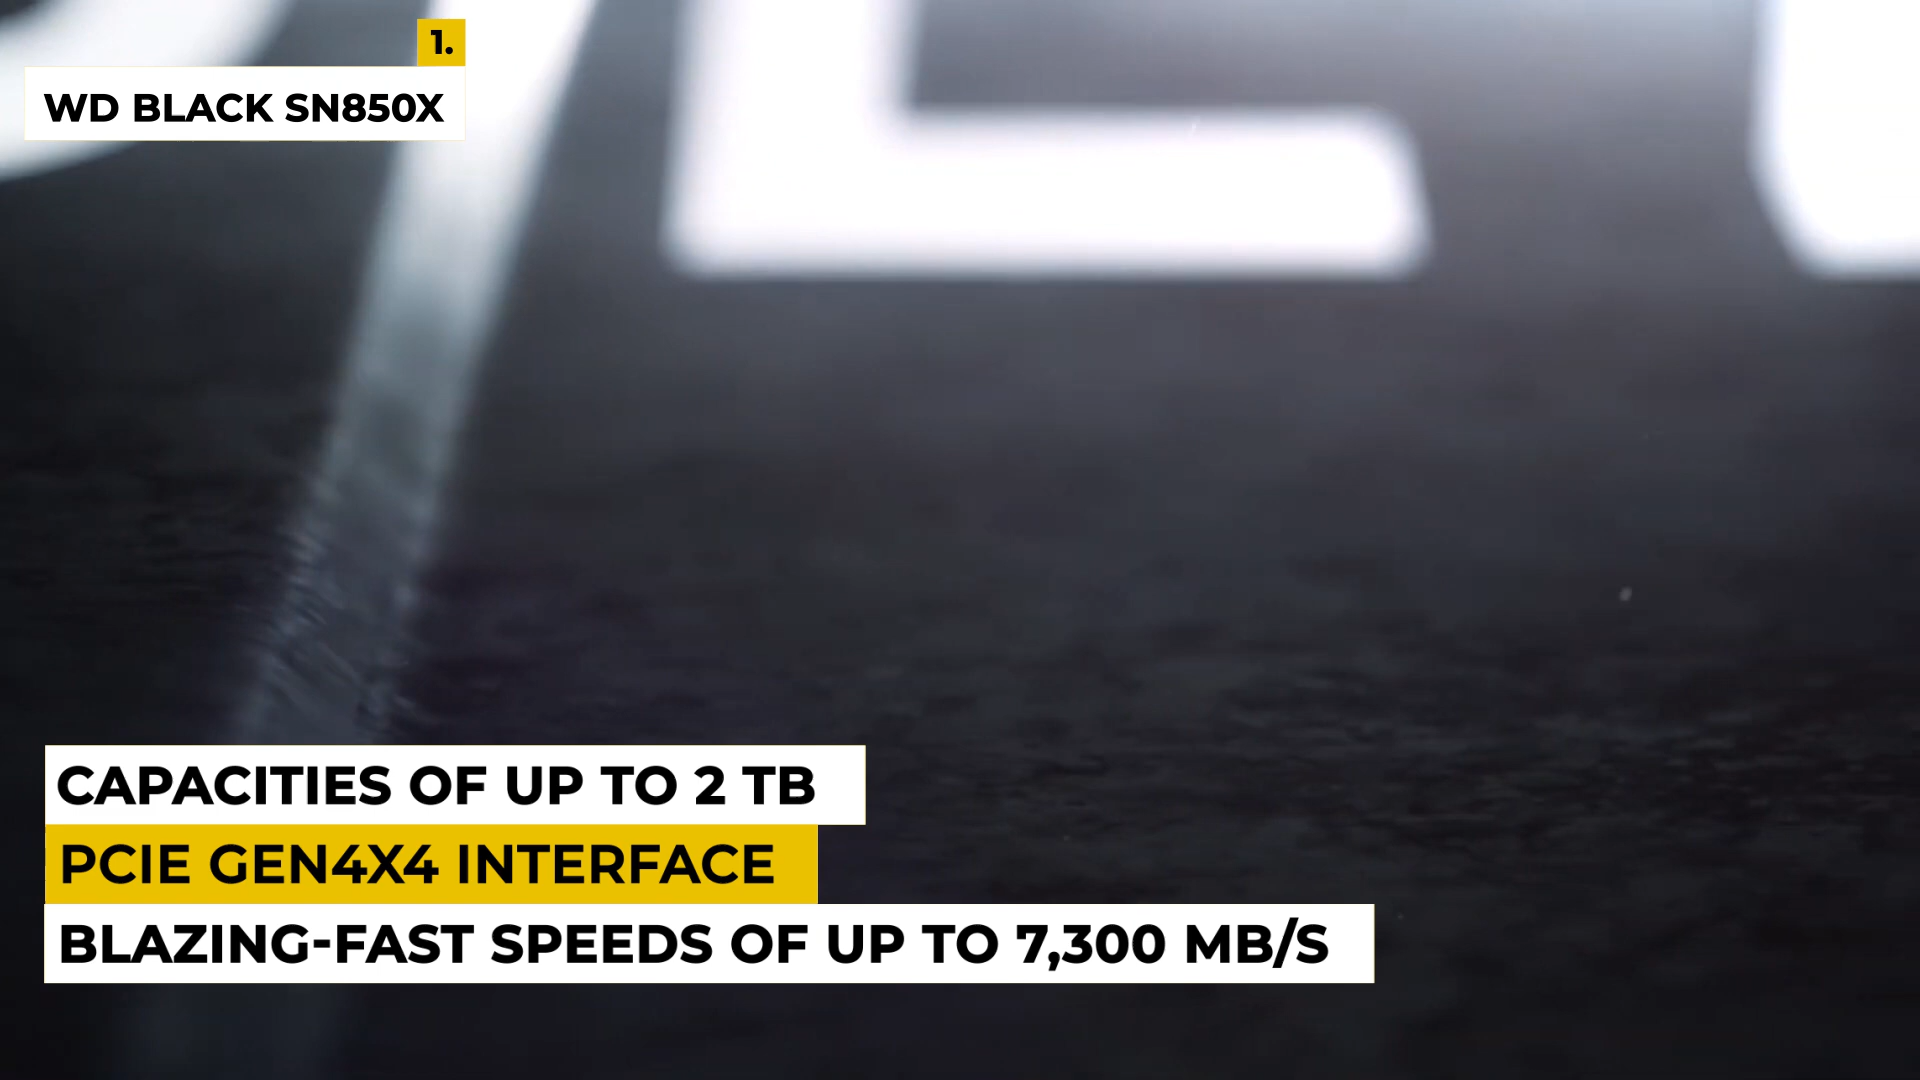 1.
WD BLACK SN850X
CAPACITIES OF UP TO 2 TB
PCIE GEN4X4 INTERFACE
BLAZING-FAST SPEEDS OF UP TO 7,300 MB/S